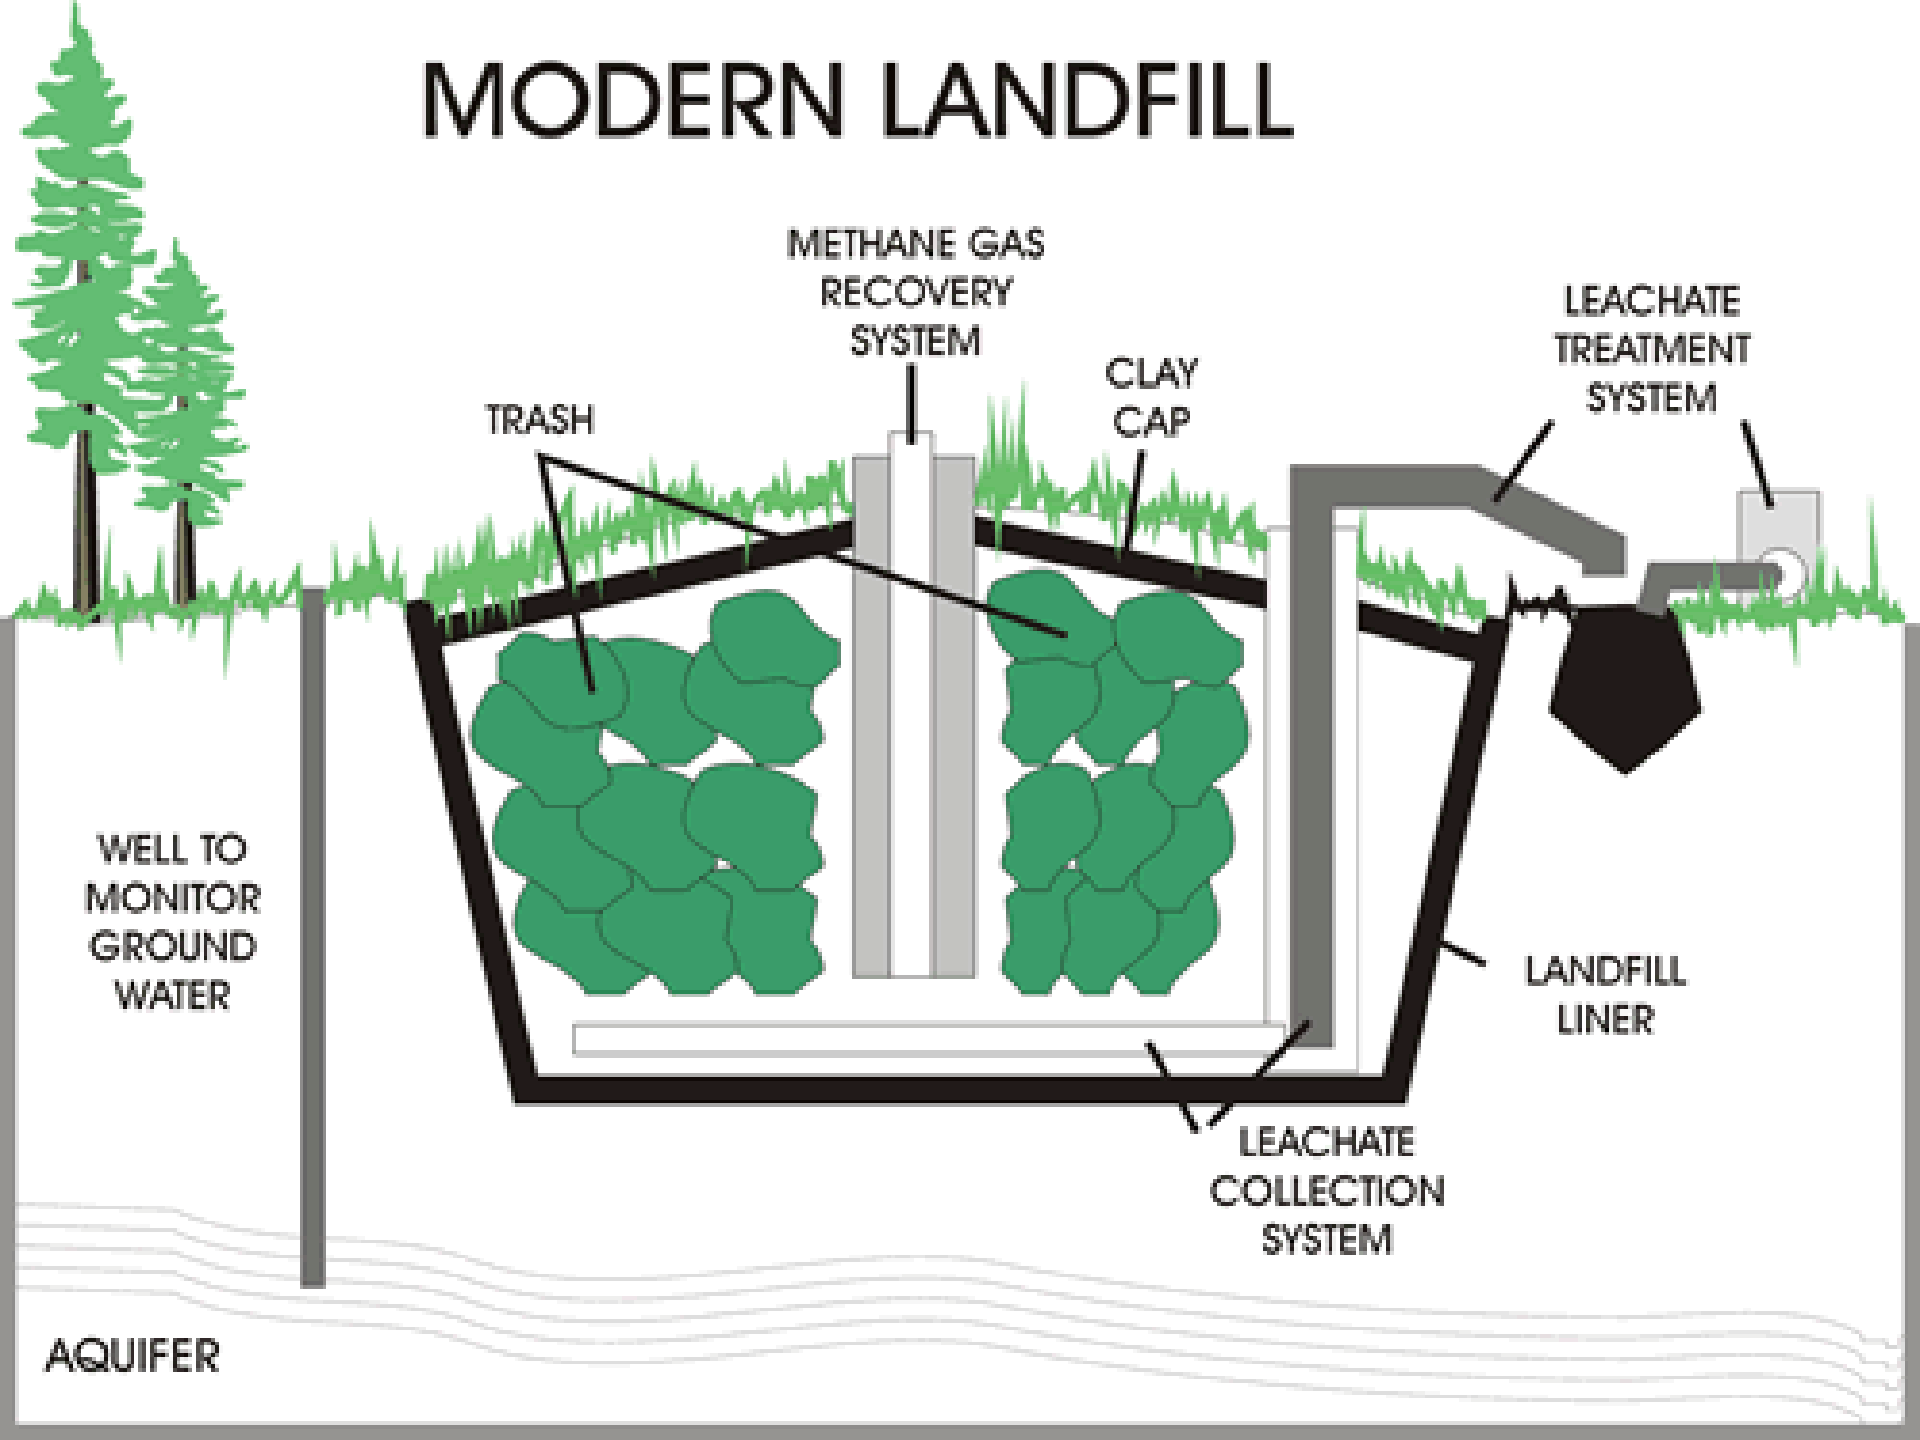 MODERN LANDFILL
METHANE GAS
RECOVERY
SYSTEM
LEACHATE
TREATMENT
SYSTEM
CLAY
CAP
TRASH
WELL TO
MONITOR
GROUND
WATER
LANDFILL
LINER
LEACHATE
COLLECTION
SYSTEM
AQUIFER